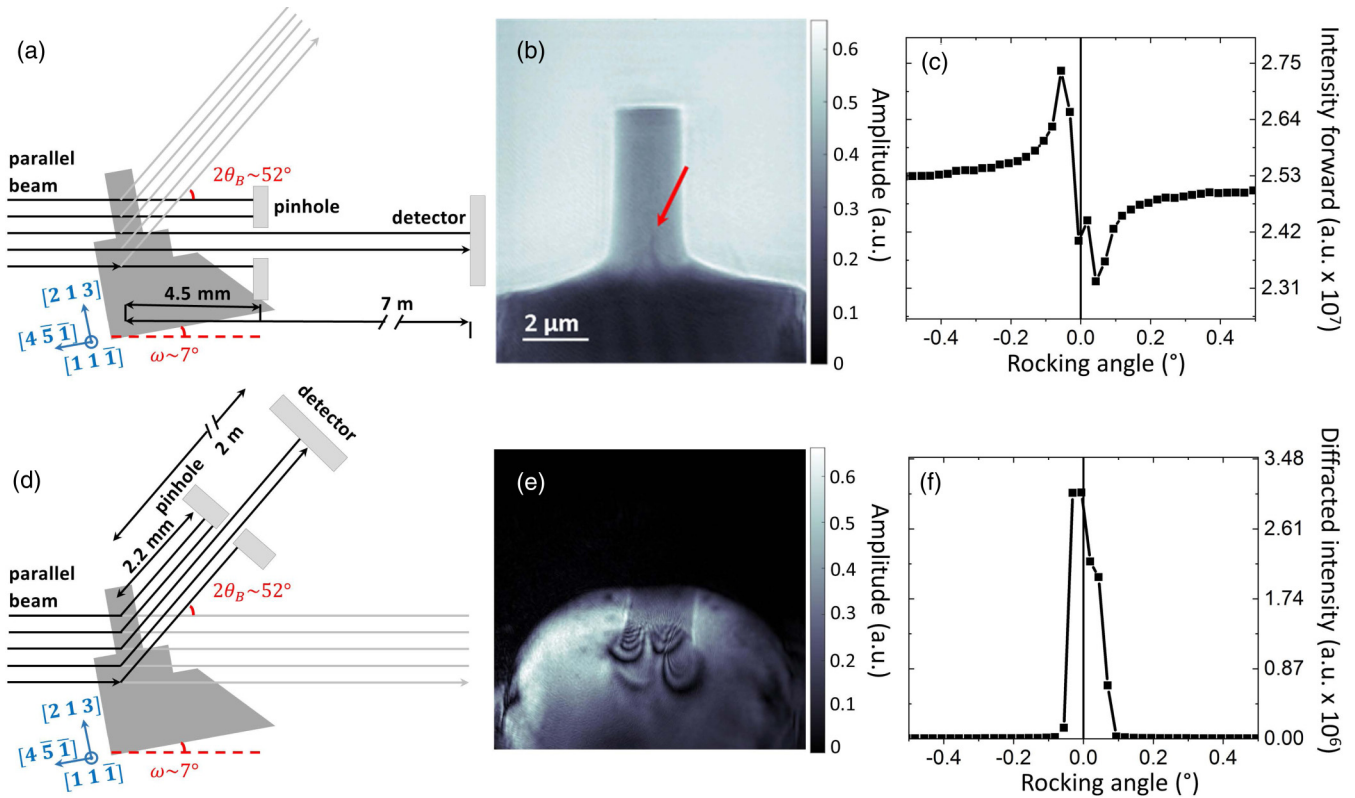 (a)
parallel
beam
2θ_B~52°
pinhole
detector
[2 1 3]
[4 5̅ 1̅]
[1 1 1̅]
4.5 mm
7 m
ω~7°
(b)
2 μm
0.6
0.5
0.4
0.3
0.2
0.1
0
Amplitude (a.u.)
(c)
2.75
2.64
2.53
2.42
2.31
Intensity forward (a.u. x 10⁷)
-0.4 -0.2 0.0 0.2 0.4
Rocking angle (°)
(d)
detector
2 m
pinhole
2.2 mm
parallel
beam
2θ_B~52°
[2 1 3]
[4 5̅ 1̅]
[1 1 1̅]
ω~7°
(e)
0.6
0.5
0.4
0.3
0.2
0.1
0
Amplitude (a.u.)
(f)
3.48
2.61
1.74
0.87
0.00
Diffracted intensity (a.u. x 10⁶)
-0.4 -0.2 0.0 0.2 0.4
Rocking angle (°)